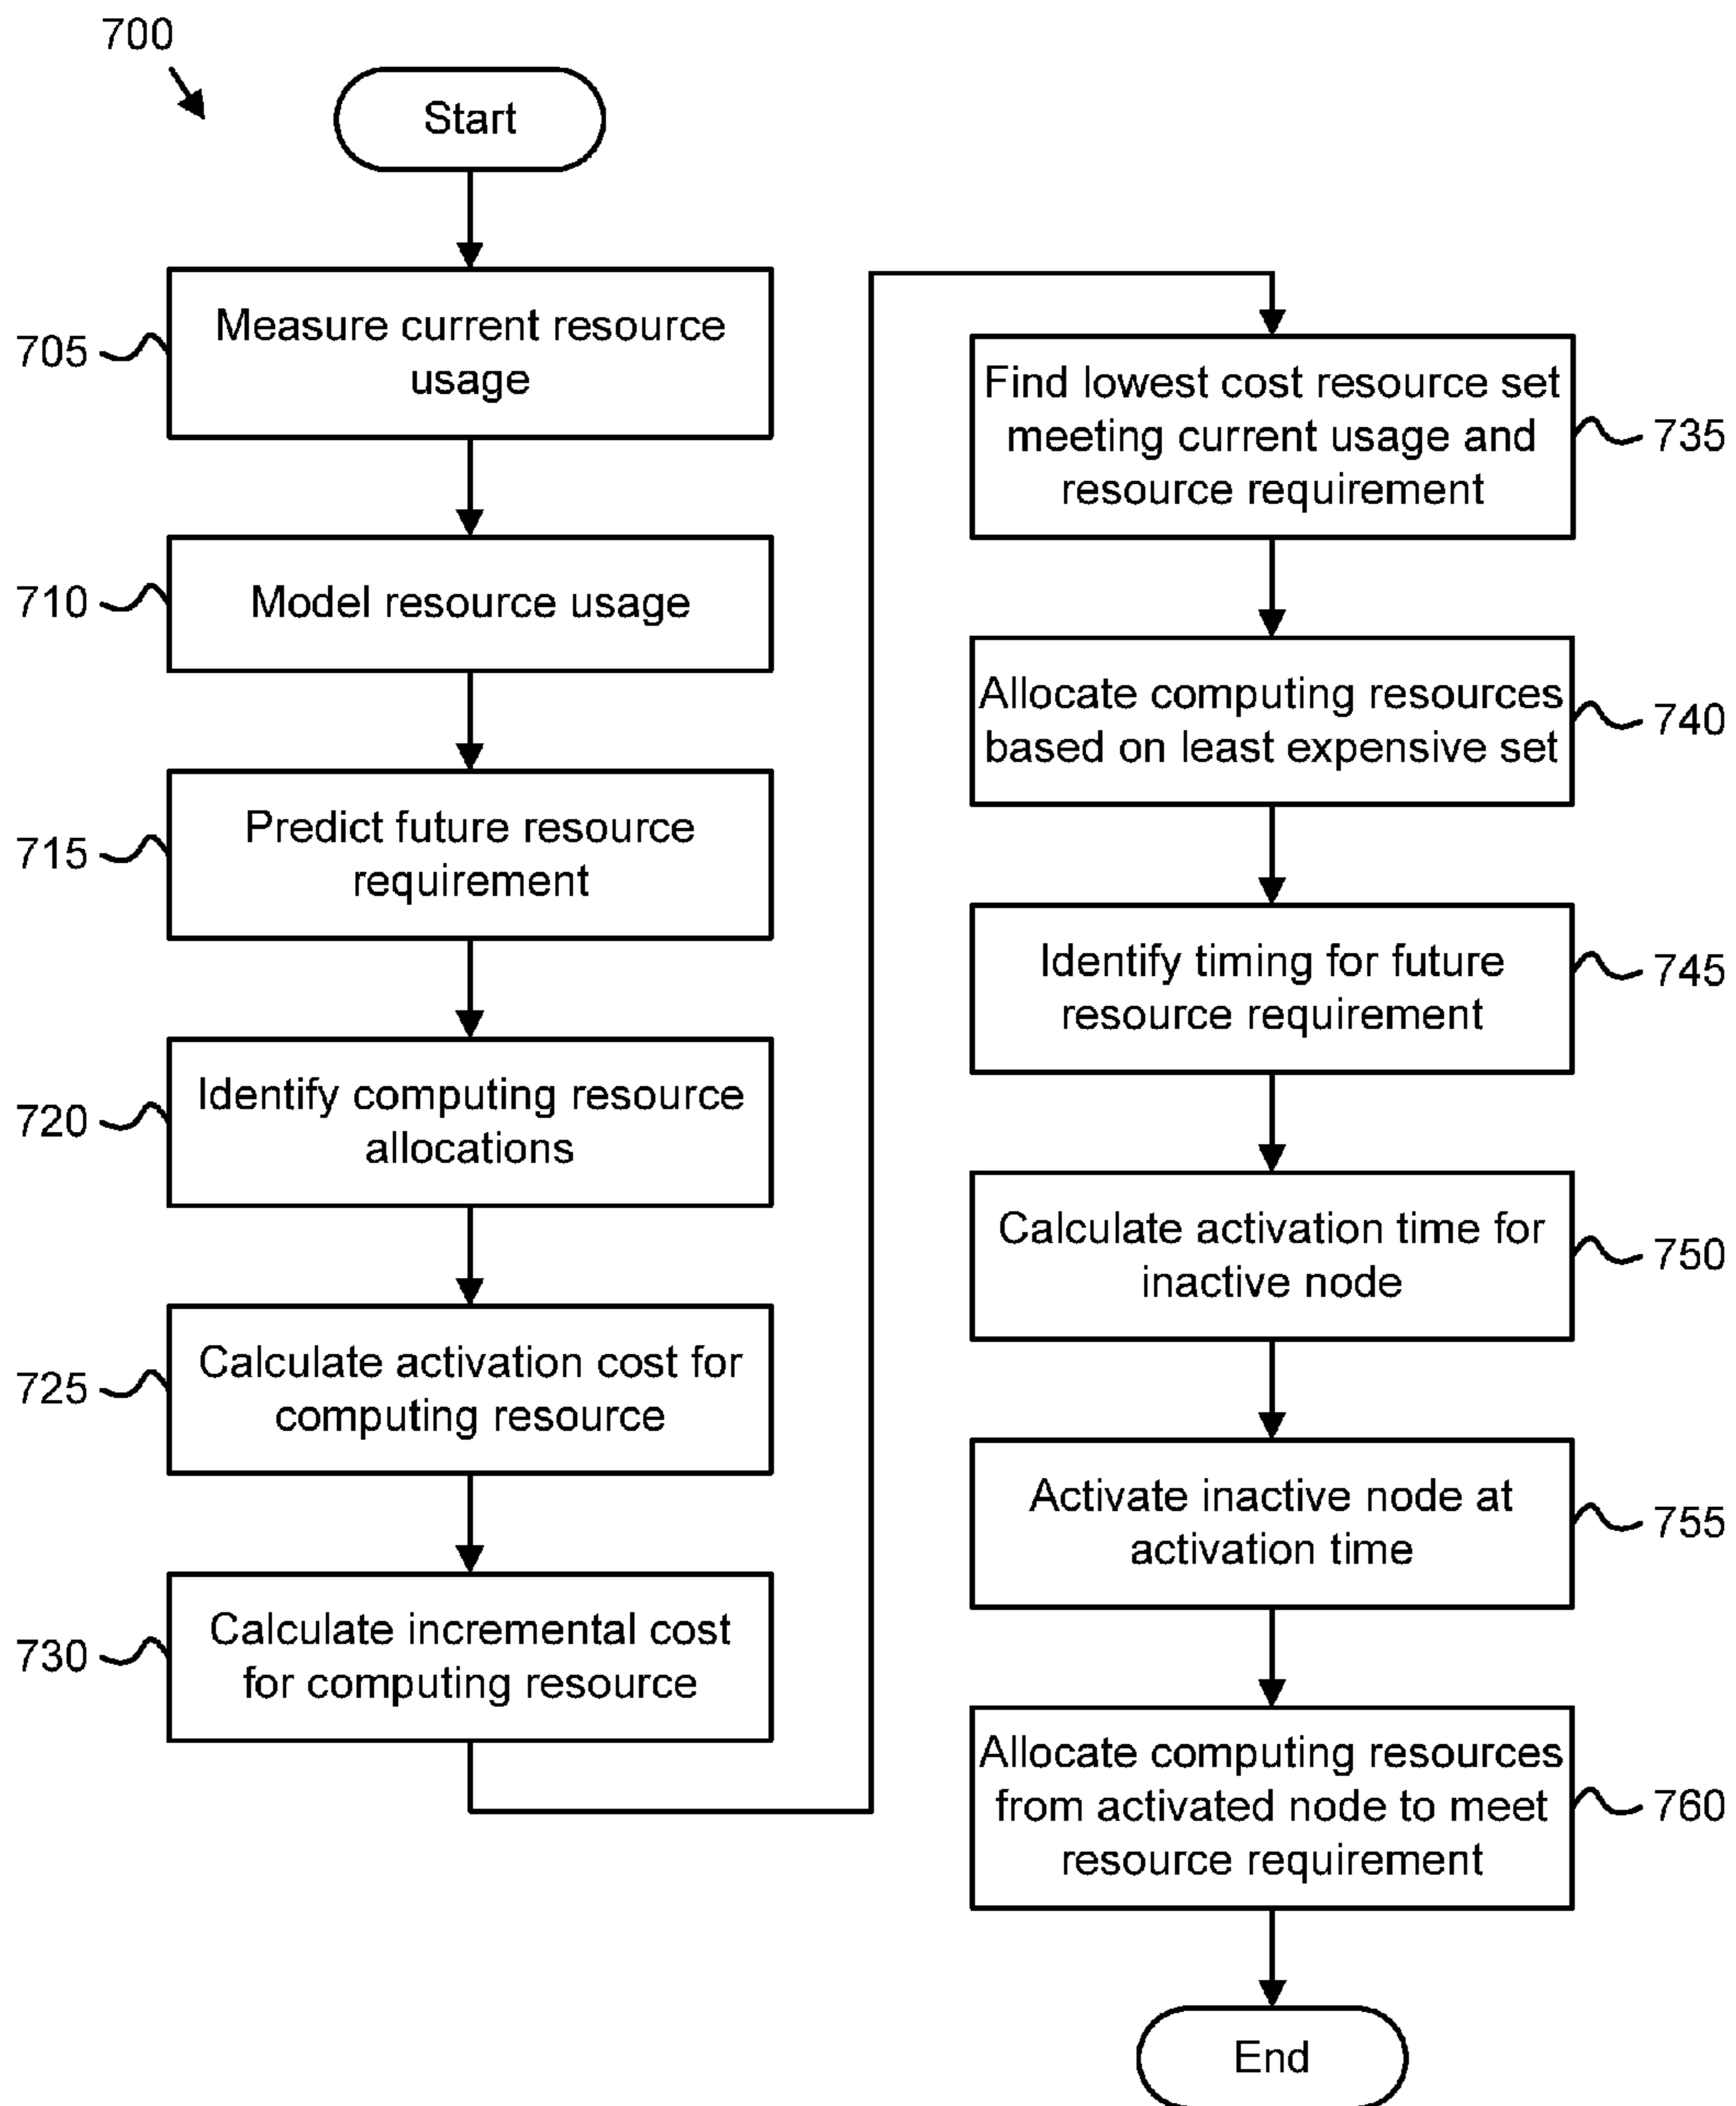 700
Start
705
Measure current resource
usage
710
Model resource usage
715
Predict future resource
requirement
720
Identify computing resource
allocations
725
Calculate activation cost for
computing resource
730
Calculate incremental cost
for computing resource
Find lowest cost resource set
meeting current usage and
resource requirement
735
Allocate computing resources
based on least expensive set
740
Identify timing for future
resource requirement
745
Calculate activation time for
inactive node
750
Activate inactive node at
activation time
755
Allocate computing resources
from activated node to meet
resource requirement
760
End